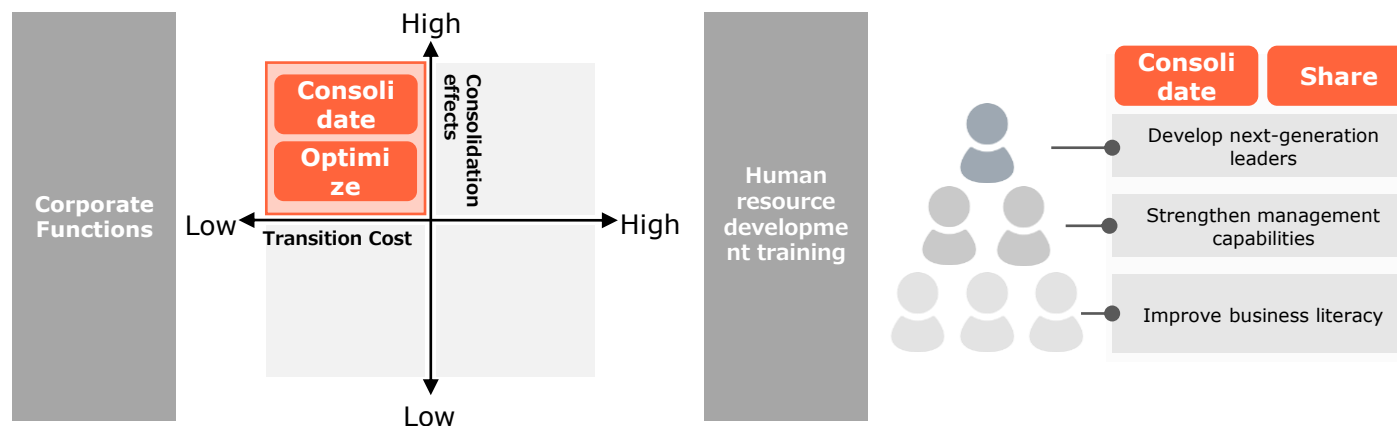 Corporate
Functions
High
Consoli
date
Optimi
ze
Consolidation
effects
Low
High
Transition Cost
Low
Human
resource
developme
nt training
Consoli
date
Share
Develop next-generation
leaders
Strengthen management
capabilities
Improve business literacy